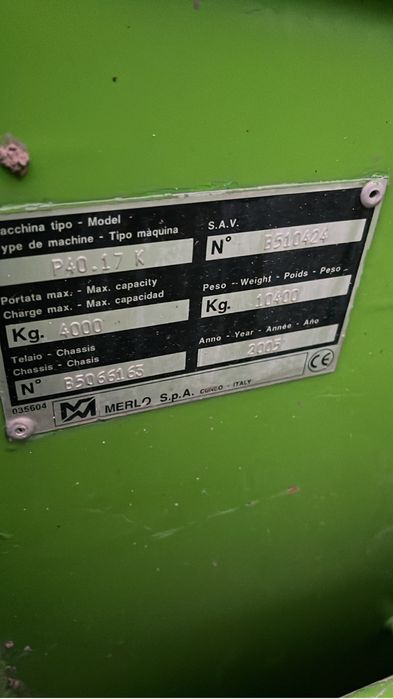 acchina tipo - Model
ype de machine - Tipo màquina
P40.17 K
S.A.V.
N° B510424
Portata max. - Max. capacity
Charge max. - Max. capacidad
Kg. 4000
Peso - Weight - Poids - Peso
Kg. 10400
Telaio - Chassis
Chassis - Chasis
N° B5066165
Anno - Year - Année - Año
2005
CE
035604
MERLO S.p.A. CUNEO - ITALY